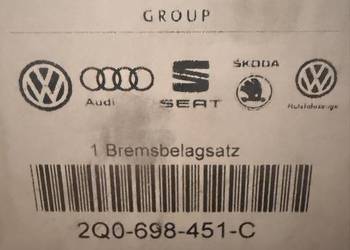 GROUP
ŠKODA
Audi SEAT Nutzfahrzeuge
1 Bremsbelagsatz
2Q0-698-451-C